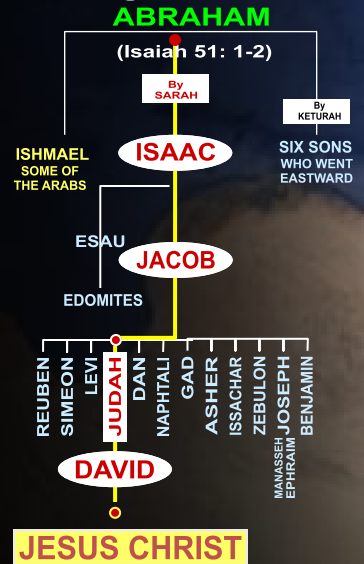 ABRAHAM
(Isaiah 51: 1-2)
By
SARAH
By
KETURAH
ISHMAEL
SOME OF
THE ARABS
ISAAC
SIX SONS
WHO WENT
EASTWARD
ESAU
JACOB
EDOMITES
REUBEN
SIMEON
LEVI
JUDAH
DAN
NAPHTALI
GAD
ASHER
ISSACHAR
ZEBULON
JOSEPH
MANASSEH
EPHRAIM
BENJAMIN
DAVID
JESUS CHRIST